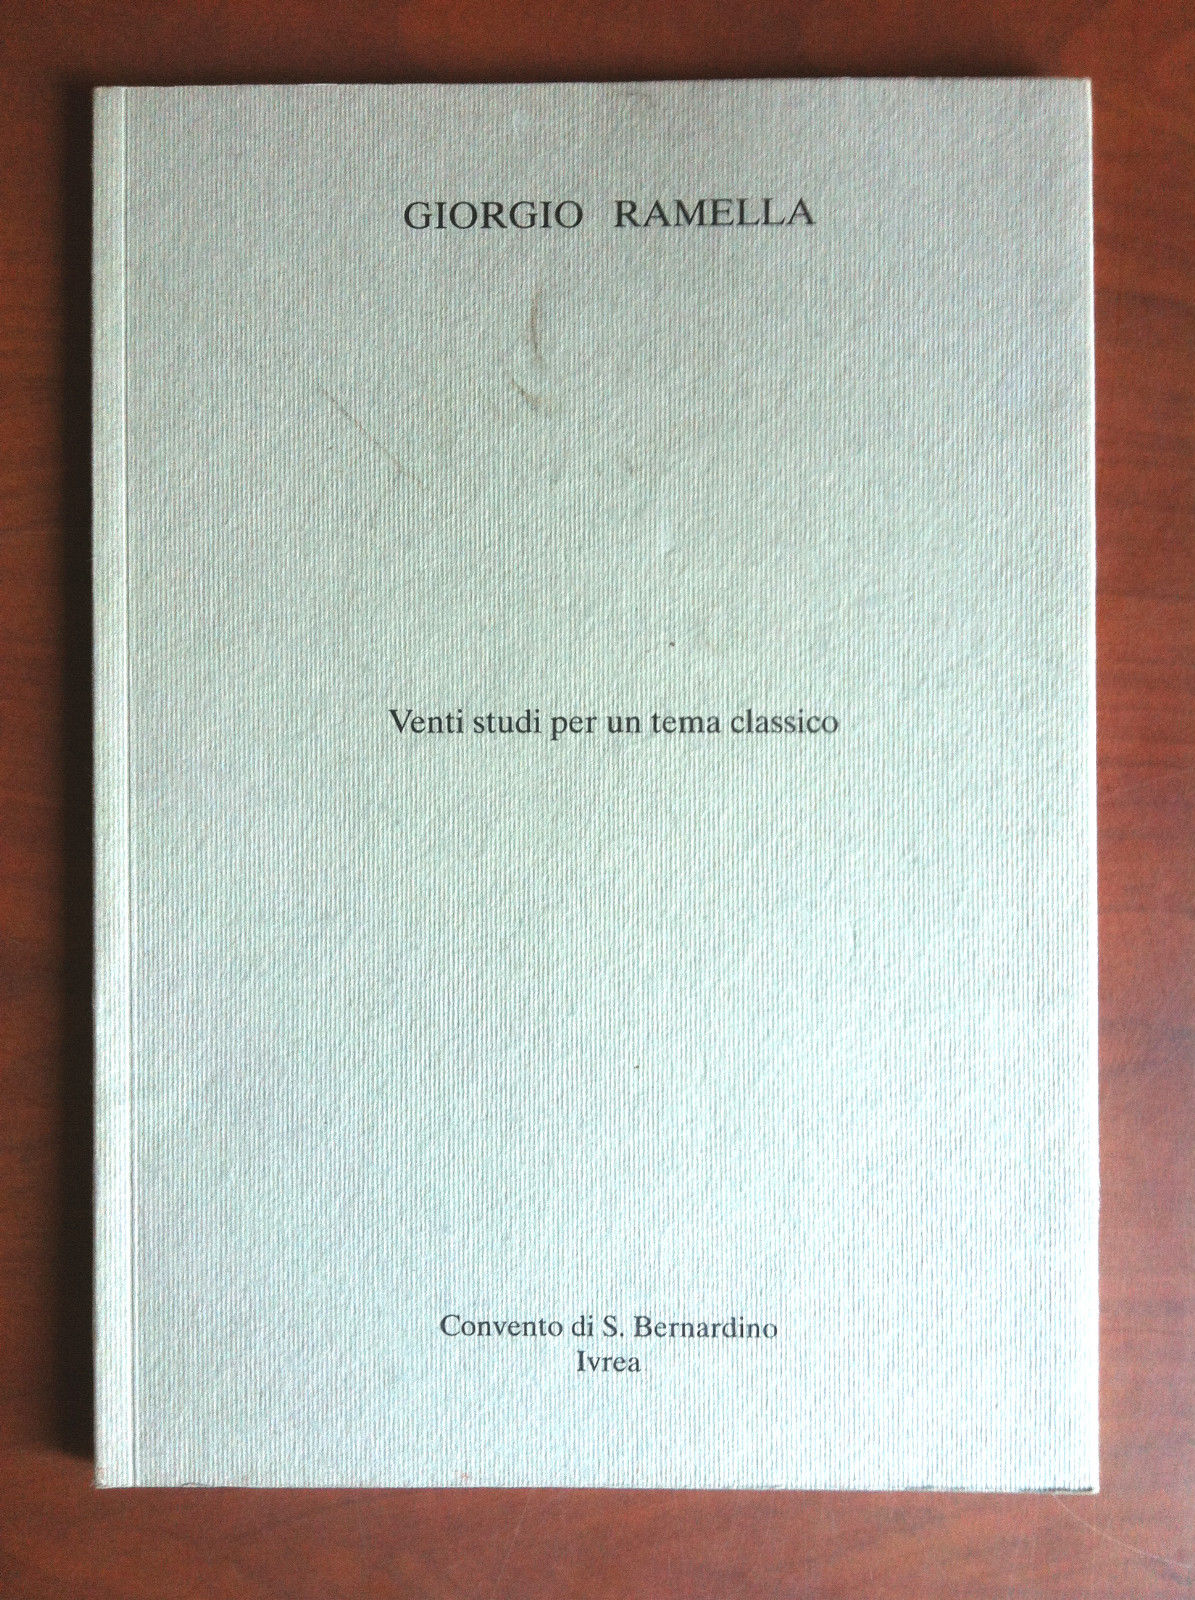 GIORGIO RAMELLA
Venti studi per un tema classico
Convento di S. Bernardino
Ivrea